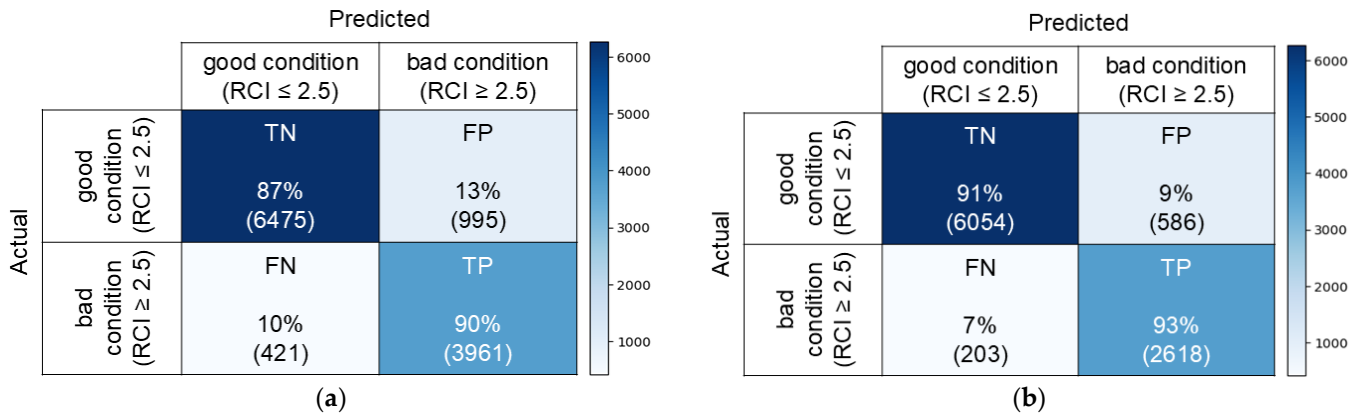 Predicted
good condition
(RCI ≤ 2.5)
bad condition
(RCI ≥ 2.5)
Actual
good
condition
(RCI ≤ 2.5)
TN
87%
(6475)
FP
13%
(995)
bad
condition
(RCI ≥ 2.5)
FN
10%
(421)
TP
90%
(3961)
6000
5000
4000
3000
2000
1000
(a)
Predicted
good condition
(RCI ≤ 2.5)
bad condition
(RCI ≥ 2.5)
Actual
good
condition
(RCI ≤ 2.5)
TN
91%
(6054)
FP
9%
(586)
bad
condition
(RCI ≥ 2.5)
FN
7%
(203)
TP
93%
(2618)
6000
5000
4000
3000
2000
1000
(b)